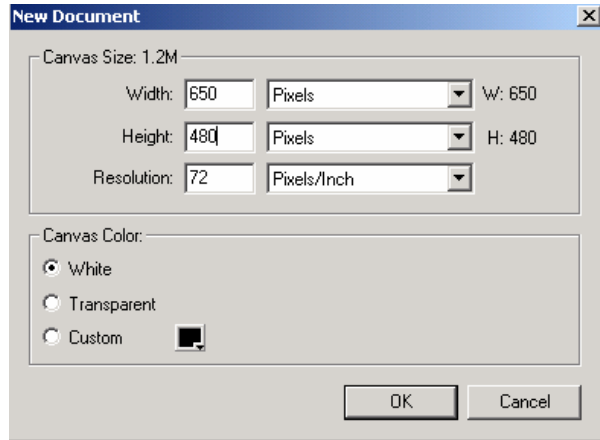 New Document
Canvas Size: 1.2M
Width: 650 Pixels W: 650
Height: 480 Pixels H: 480
Resolution: 72 Pixels/Inch
Canvas Color:
White
Transparent
Custom
OK Cancel